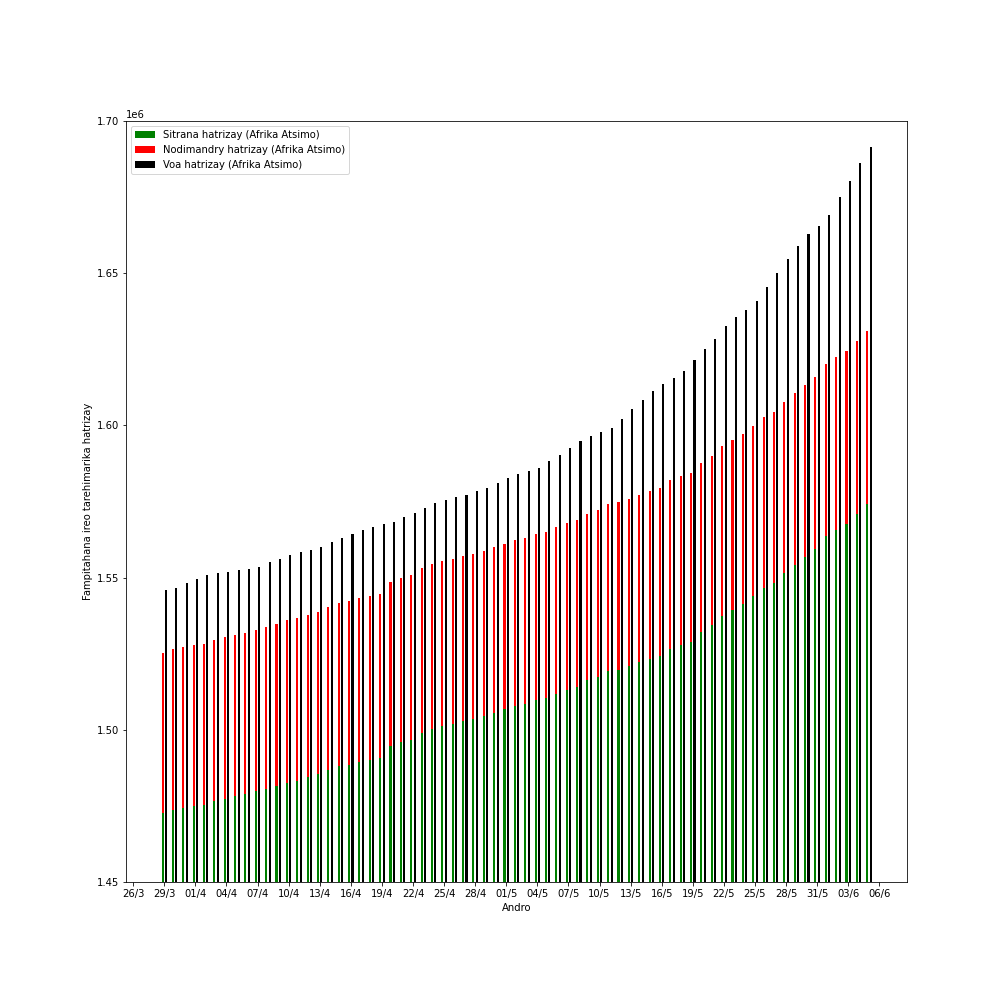 1e6
1.70
1.65
1.60
1.55
1.50
1.45
Sitrana hatrizay (Afrika Atsimo)
Nodimandry hatrizay (Afrika Atsimo)
Voa hatrizay (Afrika Atsimo)
Fampitahana ireo tarehimarika hatrizay
26/3 29/3 01/4 04/4 07/4 10/4 13/4 16/4 19/4 22/4 25/4 28/4 01/5 04/5 07/5 10/5 13/5 16/5 19/5 22/5 25/5 28/5 31/5 03/6 06/6
Andro